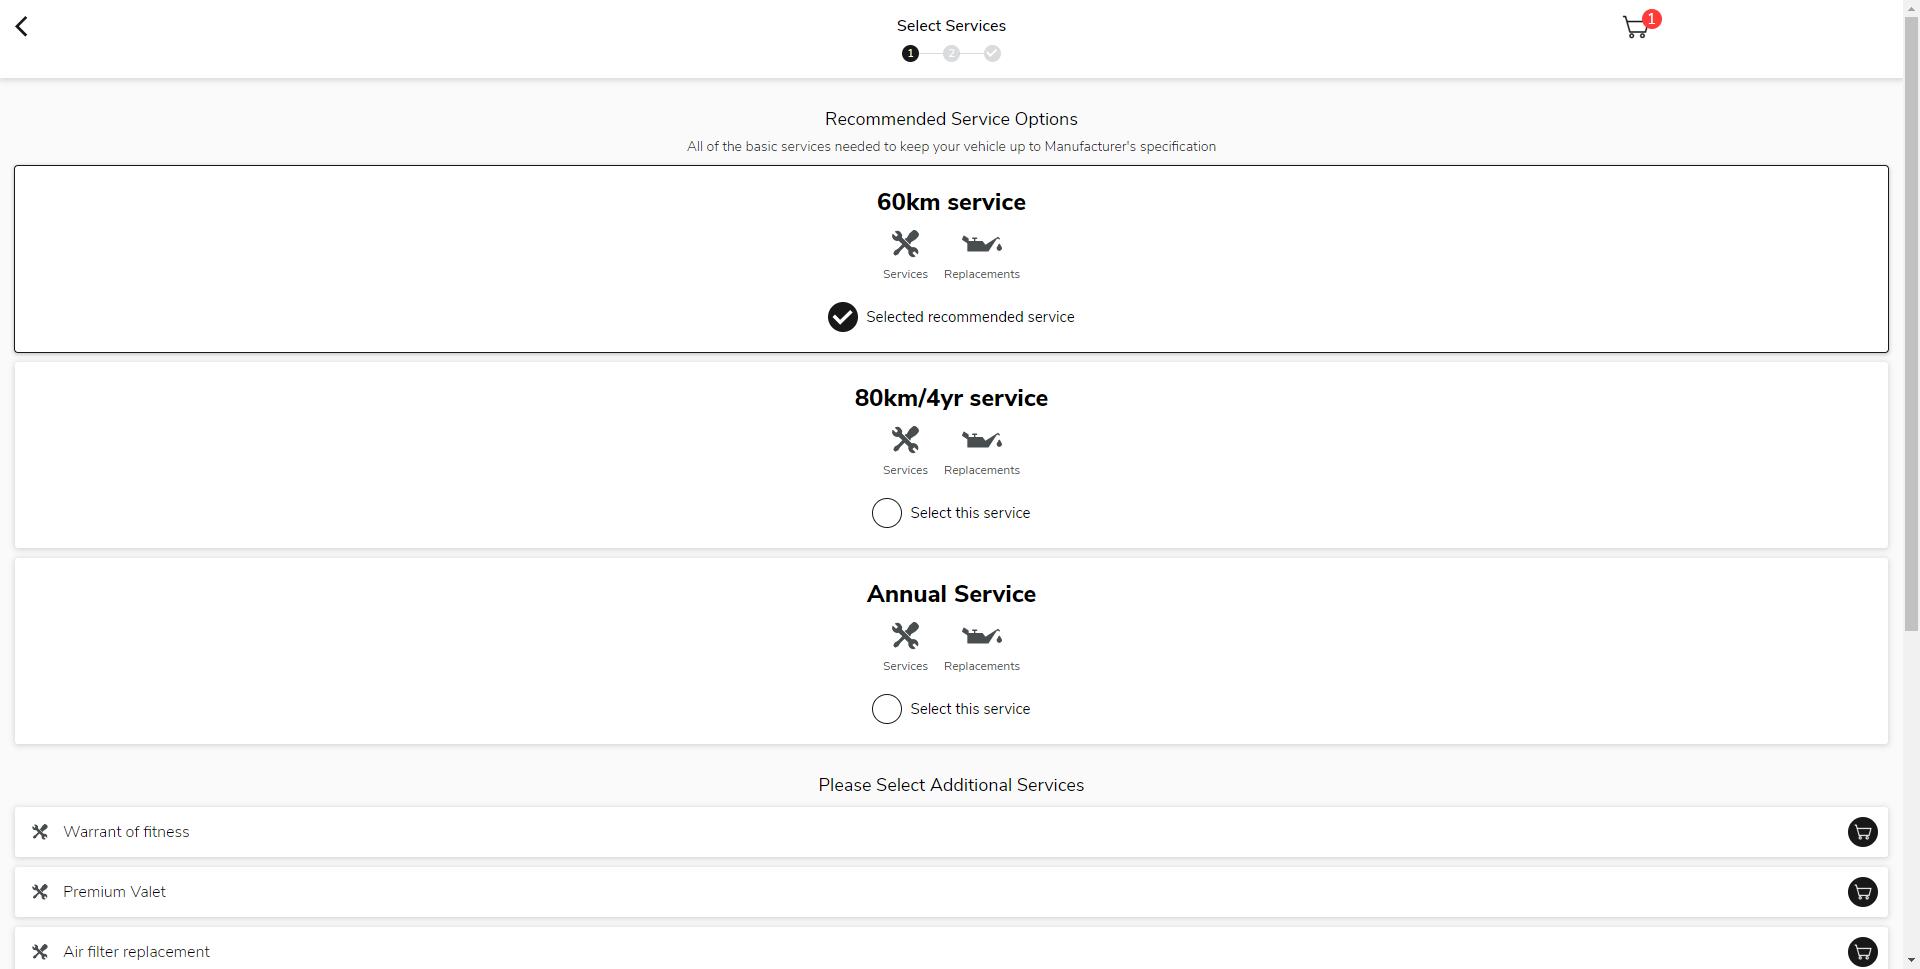 Select Services
1
1 2
Recommended Service Options
All of the basic services needed to keep your vehicle up to Manufacturer's specification
60km service
Services Replacements
Selected recommended service
80km/4yr service
Services Replacements
Select this service
Annual Service
Services Replacements
Select this service
Please Select Additional Services
Warrant of fitness
Premium Valet
Air filter replacement